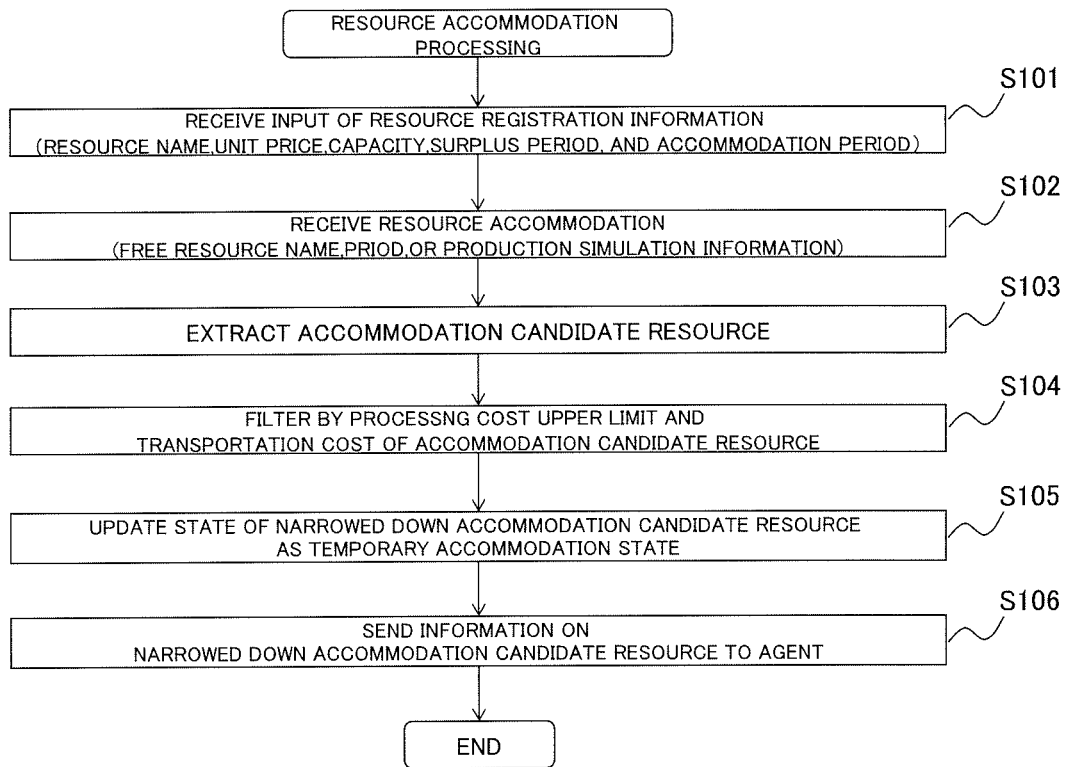 RESOURCE ACCOMMODATION
PROCESSING
S101
RECEIVE INPUT OF RESOURCE REGISTRATION INFORMATION
(RESOURCE NAME,UNIT PRICE,CAPACITY,SURPLUS PERIOD, AND ACCOMMODATION PERIOD)
S102
RECEIVE RESOURCE ACCOMMODATION
(FREE RESOURCE NAME,PRIOD,OR PRODUCTION SIMULATION INFORMATION)
S103
EXTRACT ACCOMMODATION CANDIDATE RESOURCE
S104
FILTER BY PROCESSNG COST UPPER LIMIT AND
TRANSPORTATION COST OF ACCOMMODATION CANDIDATE RESOURCE
S105
UPDATE STATE OF NARROWED DOWN ACCOMMODATION CANDIDATE RESOURCE
AS TEMPORARY ACCOMMODATION STATE
S106
SEND INFORMATION ON
NARROWED DOWN ACCOMMODATION CANDIDATE RESOURCE TO AGENT
END